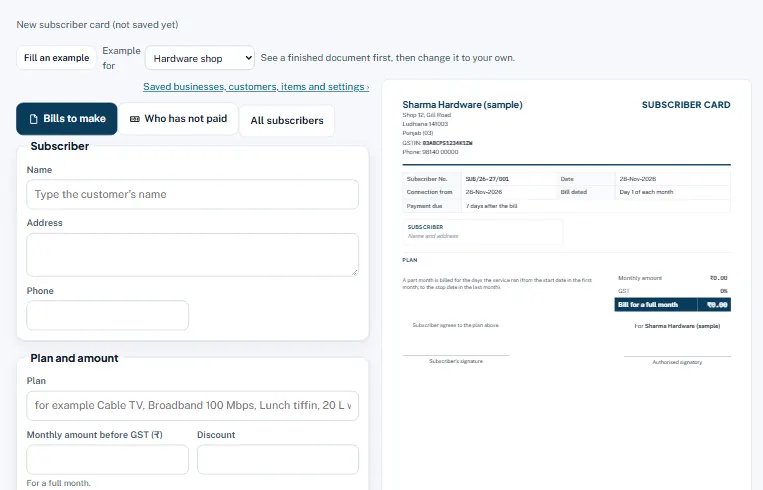 New subscriber card (not saved yet)
Fill an example
Example for
Hardware shop
See a finished document first, then change it to your own.
Saved businesses, customers, items and settings ›
Bills to make
Who has not paid
All subscribers
Subscriber
Name
Type the customer's name
Address
Phone
Plan and amount
Plan
for example Cable TV, Broadband 100 Mbps, Lunch tiffin, 20 L
Monthly amount before GST (₹)
Discount
For a full month.
Sharma Hardware (sample)
SUBSCRIBER CARD
Shop 12, Gill Road
Ludhiana 141003
Punjab (03)
GSTIN: 03ABCPS1234K1ZW
Phone: 98140 00000
Subscriber No. SUB/26-27/001 Date 28-Nov-2026
Connection from 28-Nov-2026 Bill dated Day 1 of each month
Payment due 7 days after the bill
SUBSCRIBER
Name and address
PLAN
A part month is billed for the days the service ran (from the start date in the first
month, to the stop date in the last month).
Monthly amount ₹0.00
GST 0%
Bill for a full month ₹0.00
Subscriber agrees to the plan above.
For Sharma Hardware (sample)
Subscriber's signature
Authorised signatory